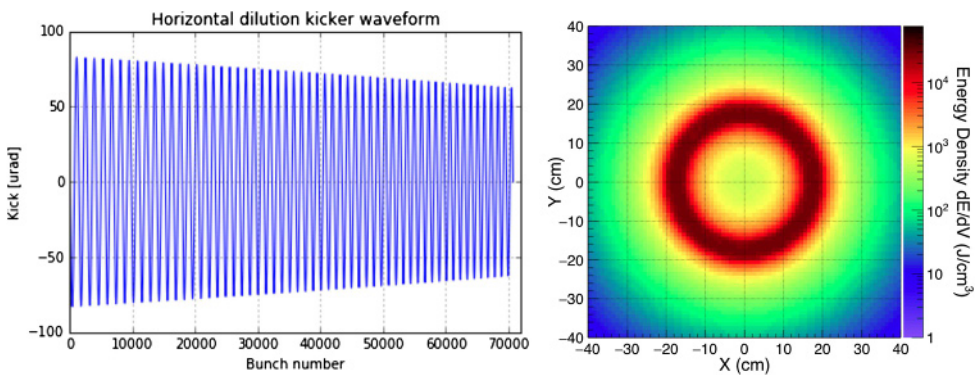 Horizontal dilution kicker waveform
Kick [urad]
100
50
0
−50
−100
0 10000 20000 30000 40000 50000 60000 70000
Bunch number
Y (cm)
40
30
20
10
0
−10
−20
−30
−40
−40 −30 −20 −10 0 10 20 30 40
X (cm)
10⁴
10³
10²
10
1
Energy Density dE/dV (J/cm³)